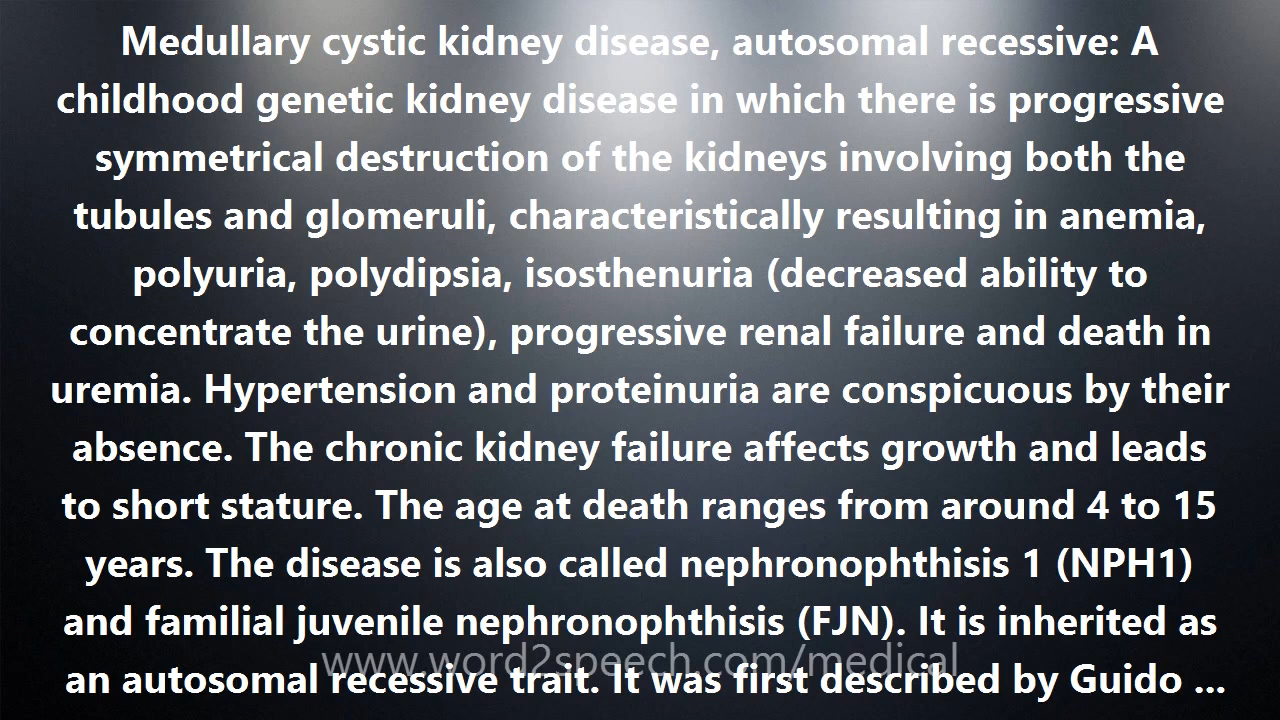 Medullary cystic kidney disease, autosomal recessive: A
childhood genetic kidney disease in which there is progressive
symmetrical destruction of the kidneys involving both the
tubules and glomeruli, characteristically resulting in anemia,
polyuria, polydipsia, isosthenuria (decreased ability to
concentrate the urine), progressive renal failure and death in
uremia. Hypertension and proteinuria are conspicuous by their
absence. The chronic kidney failure affects growth and leads
to short stature. The age at death ranges from around 4 to 15
years. The disease is also called nephronophthisis 1 (NPH1)
and familial juvenile nephronophthisis (FJN). It is inherited as
www.word2speech.com/medical
an autosomal recessive trait. It was first described by Guido ...